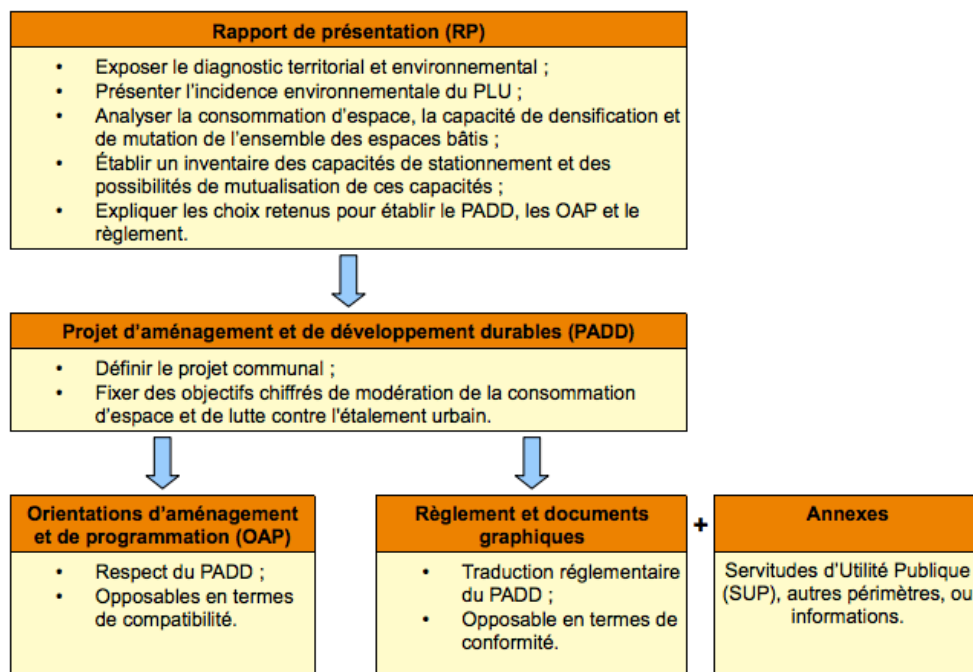 Rapport de présentation (RP)
• Exposer le diagnostic territorial et environnemental ;
• Présenter l'incidence environnementale du PLU ;
• Analyser la consommation d'espace, la capacité de densification et
de mutation de l'ensemble des espaces bâtis ;
• Établir un inventaire des capacités de stationnement et des
possibilités de mutualisation de ces capacités ;
• Expliquer les choix retenus pour établir le PADD, les OAP et le
règlement.
Projet d'aménagement et de développement durables (PADD)
• Définir le projet communal ;
• Fixer des objectifs chiffrés de modération de la consommation
d'espace et de lutte contre l'étalement urbain.
Orientations d'aménagement
et de programmation (OAP)
• Respect du PADD ;
• Opposables en termes
de compatibilité.
Règlement et documents
graphiques
• Traduction réglementaire
du PADD ;
• Opposable en termes de
conformité.
+
Annexes
Servitudes d'Utilité Publique
(SUP), autres périmètres, ou
informations.